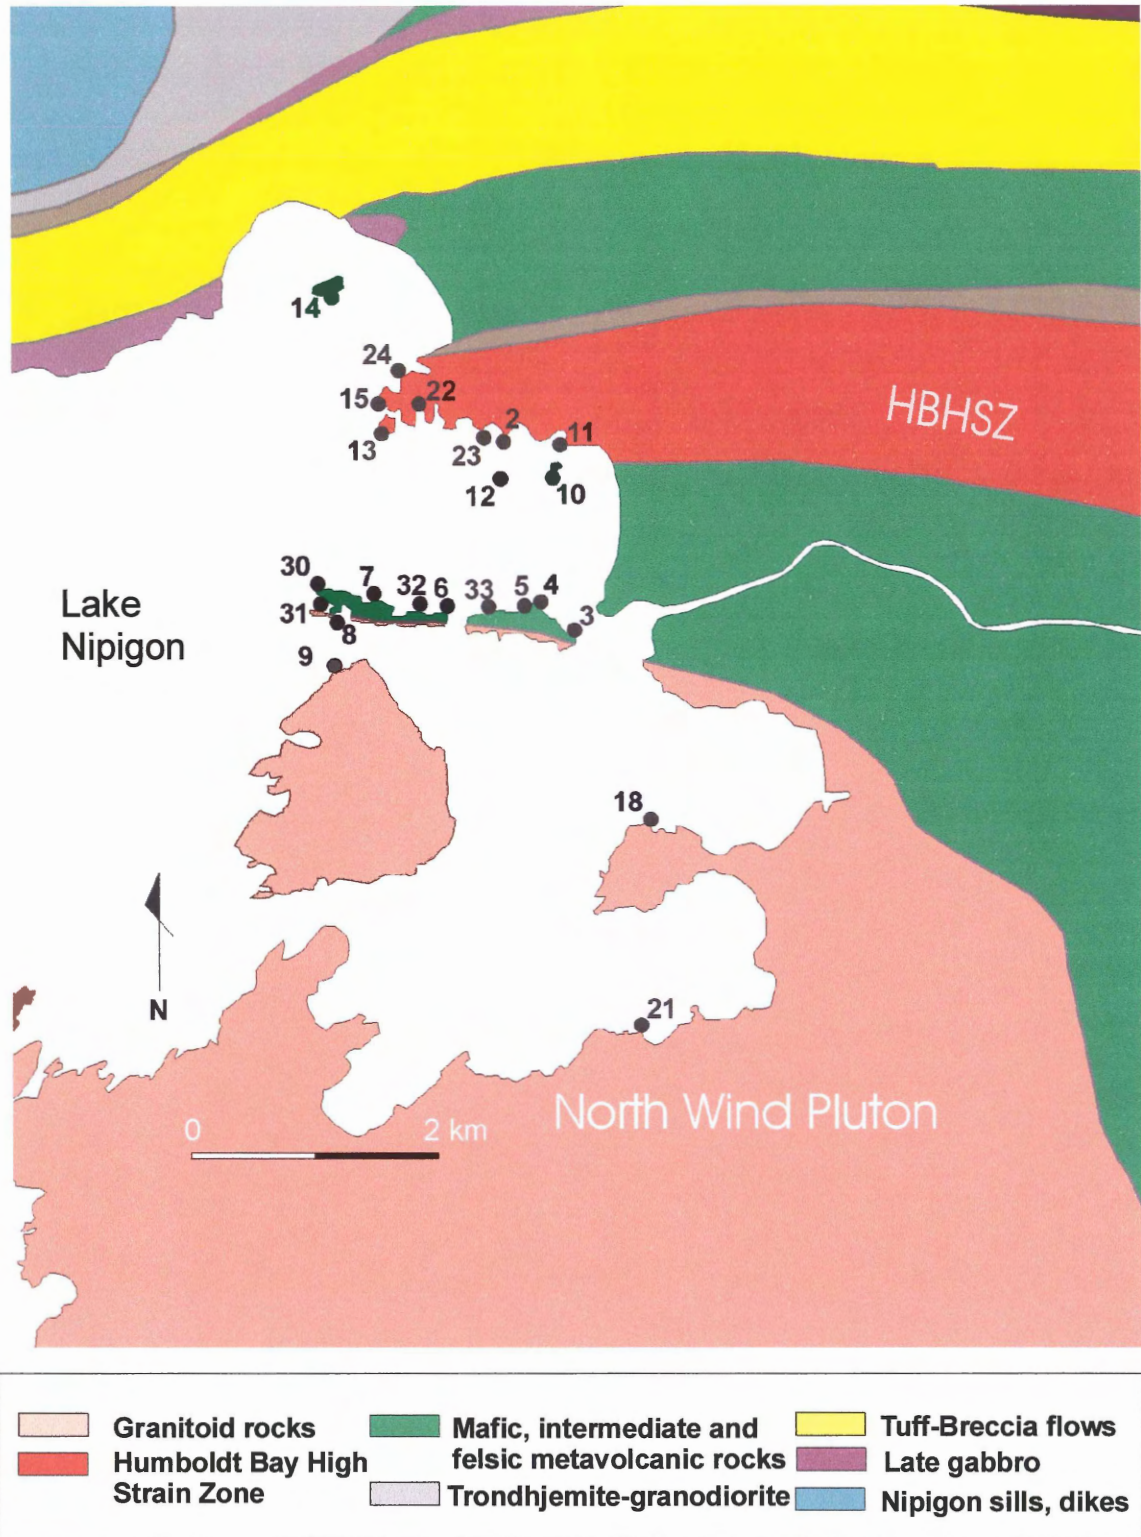 14
24
15
22
13
23
2
11
12
10
HBHSZ
30
7
32
6
33
5
4
31
8
3
9
Lake
Nipigon
18
N
21
North Wind Pluton
0
2 km
Granitoid rocks
Humboldt Bay High
Strain Zone
Mafic, intermediate and
felsic metavolcanic rocks
Trondhjemite-granodiorite
Tuff-Breccia flows
Late gabbro
Nipigon sills, dikes